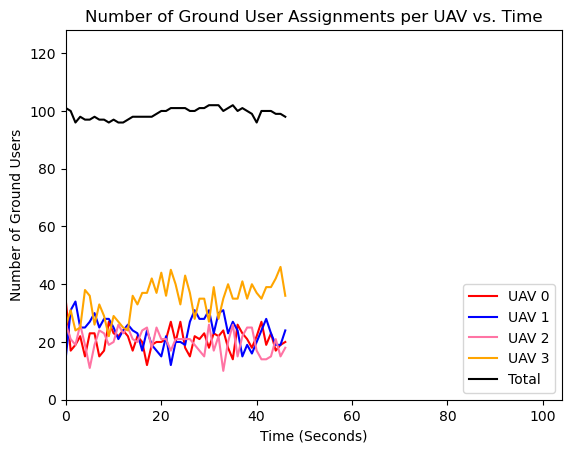 Number of Ground User Assignments per UAV vs. Time
Number of Ground Users
120
100
80
60
40
20
0
0 20 40 60 80 100
Time (Seconds)
UAV 0
UAV 1
UAV 2
UAV 3
Total